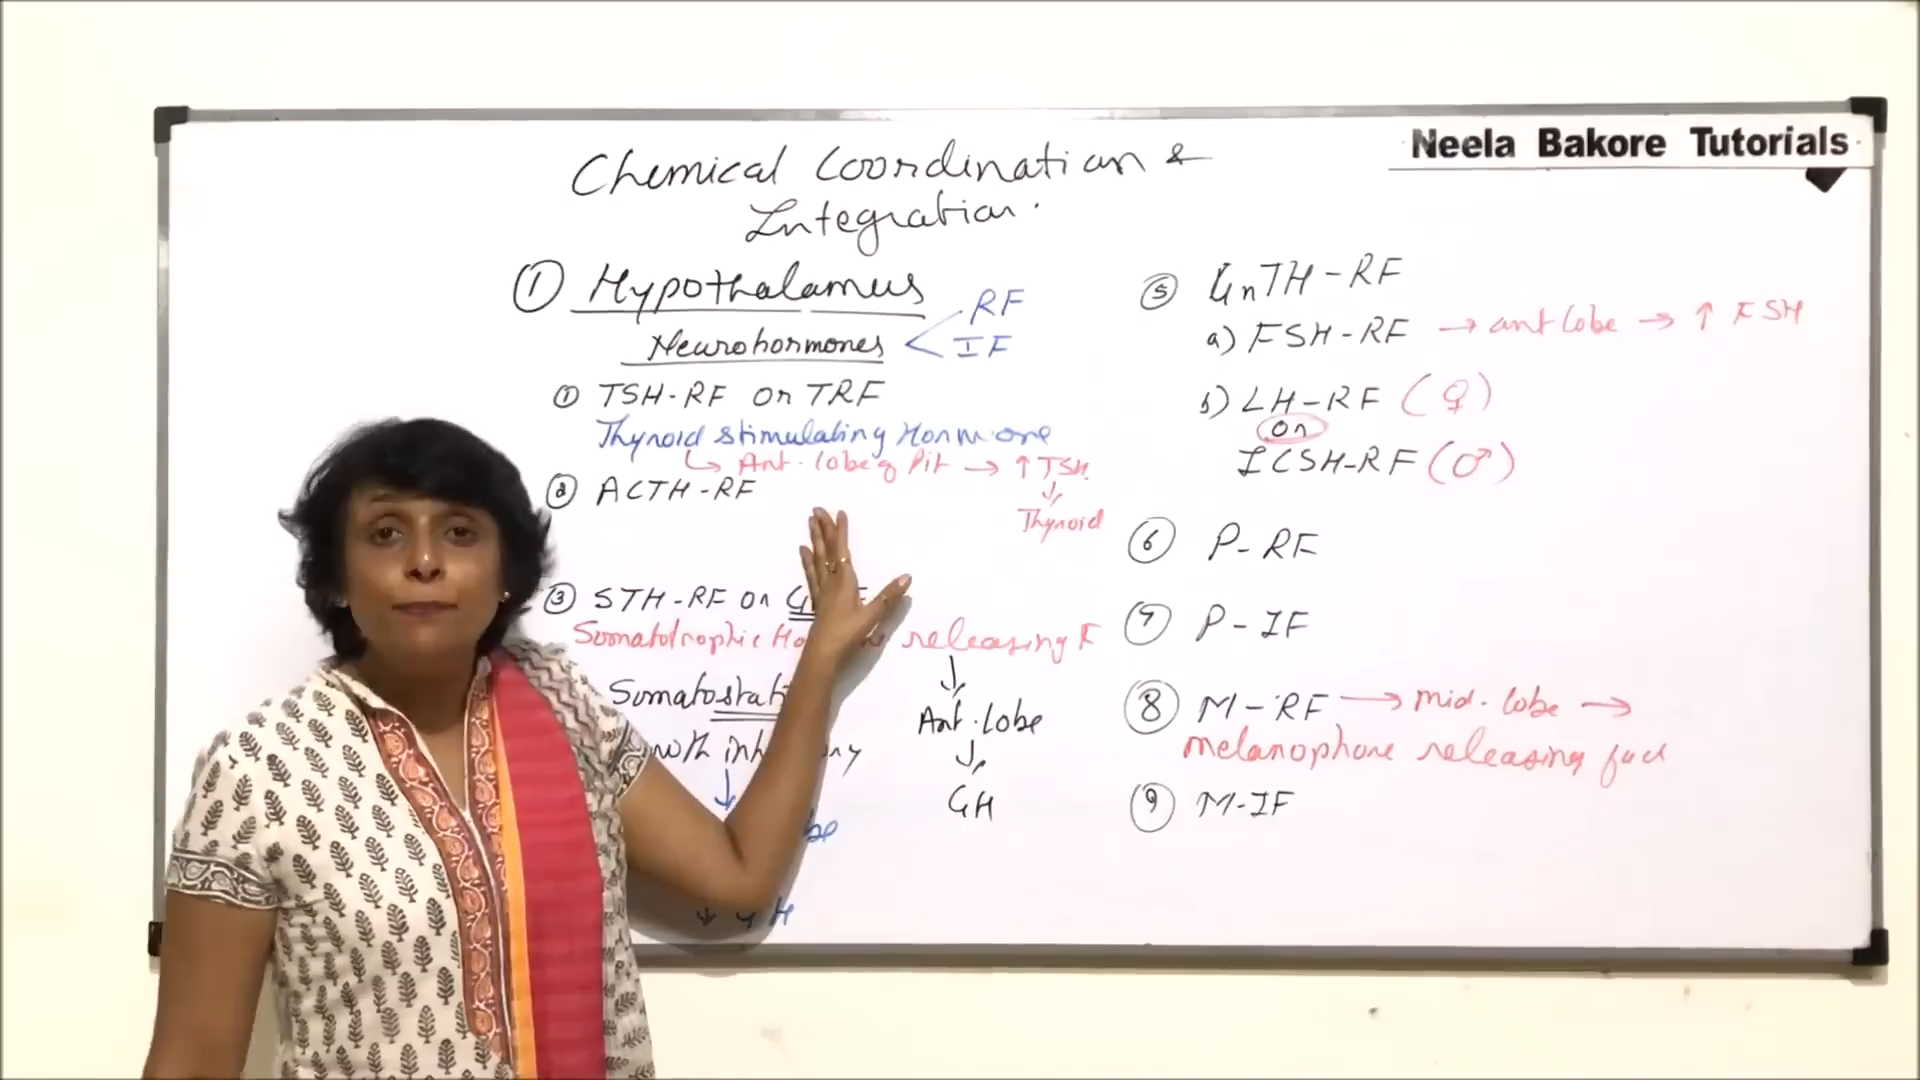 Neela Bakore Tutorials
Chemical Coordination &
Integration.
① Hypothalamus
Neurohormones
RF
IF
① TSH-RF or TRF
Thyroid stimulating Hormone
↳ Ant. lobe of Pit → ↑ TSH
↓
Thyroid
② ACTH-RF
③ STH-RF or
Somatotrophic releasing F
↓
Ant. lobe
↓
GH
↓
↓ GH
⑤ GnTH-RF
a) FSH-RF → ant lobe → ↑ FSH
b) LH-RF (♀)
or
ICSH-RF (♂)
⑥ P-RF
⑦ P-IF
⑧ M-RF → mid. lobe →
melanophore releasing fact
⑨ M-IF